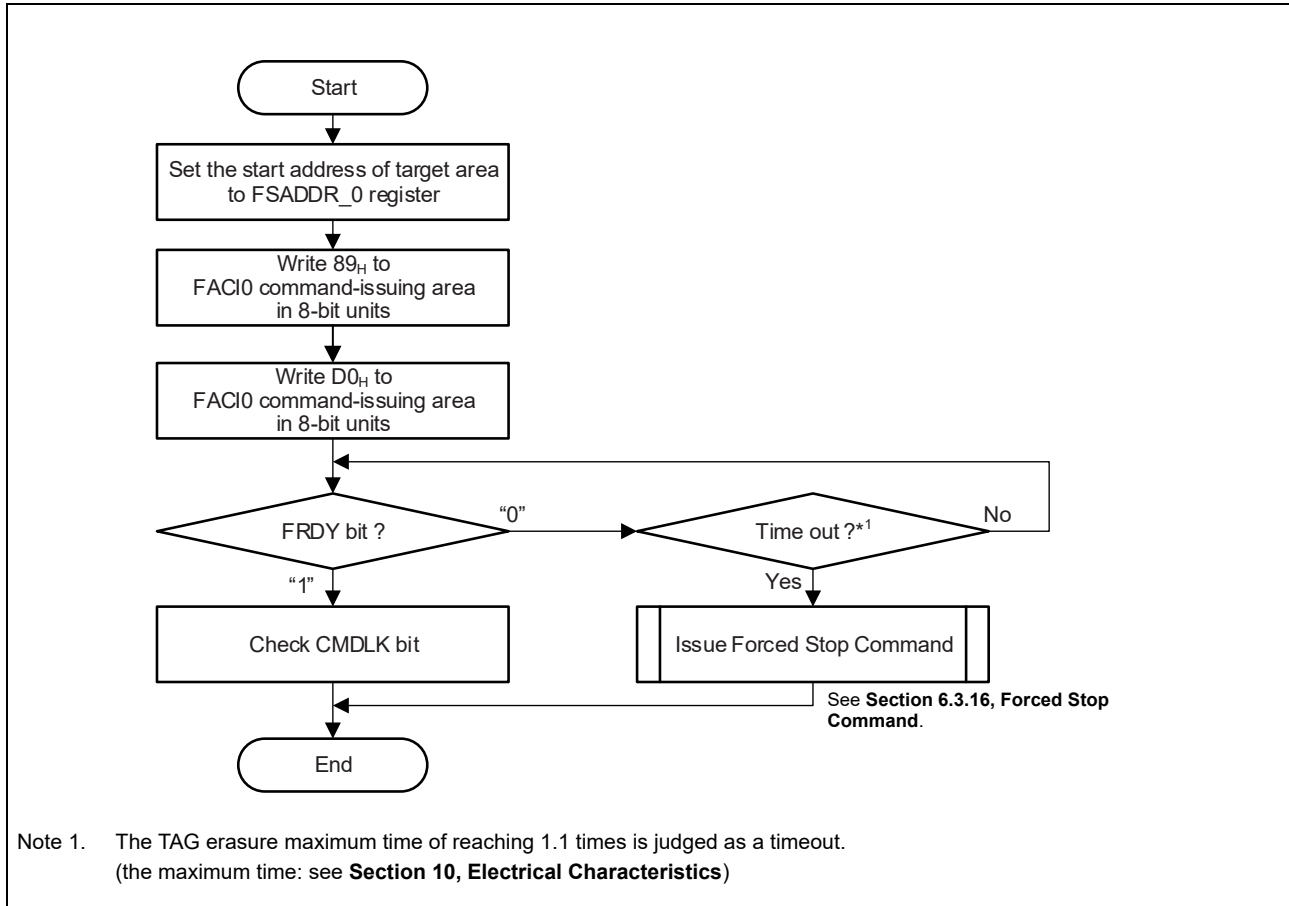 Start
Set the start address of target area
to FSADDR_0 register
Write 89H to
FACI0 command-issuing area
in 8-bit units
Write D0H to
FACI0 command-issuing area
in 8-bit units
FRDY bit ?
“0”
Time out ?*1
No
“1”
Yes
Check CMDLK bit
Issue Forced Stop Command
See Section 6.3.16, Forced Stop
Command.
End
Note 1. The TAG erasure maximum time of reaching 1.1 times is judged as a timeout.
(the maximum time: see Section 10, Electrical Characteristics)